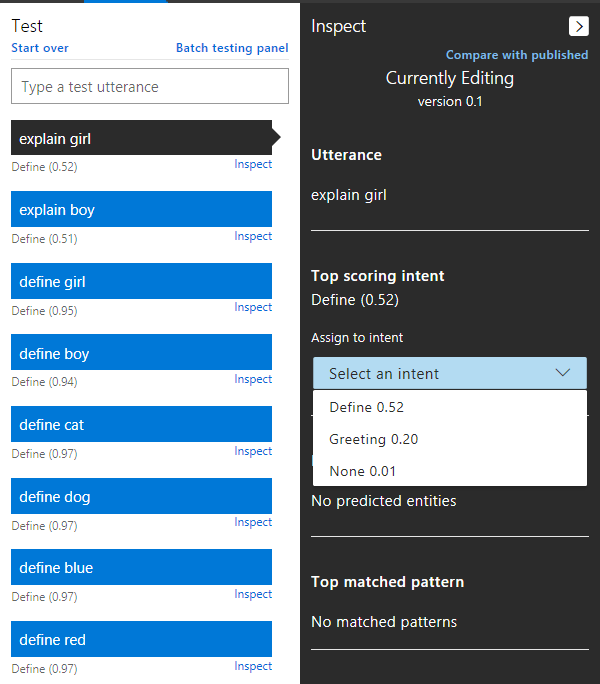 Test
Start over
Batch testing panel
Type a test utterance
explain girl
Define (0.52)
Inspect
explain boy
Define (0.51)
Inspect
define girl
Define (0.95)
Inspect
define boy
Define (0.94)
Inspect
define cat
Define (0.97)
Inspect
define dog
Define (0.97)
Inspect
define blue
Define (0.97)
Inspect
define red
Define (0.97)
Inspect
Inspect
Compare with published
Currently Editing
version 0.1
Utterance
explain girl
Top scoring intent
Define (0.52)
Assign to intent
Select an intent
Define 0.52
Greeting 0.20
None 0.01
No predicted entities
Top matched pattern
No matched patterns